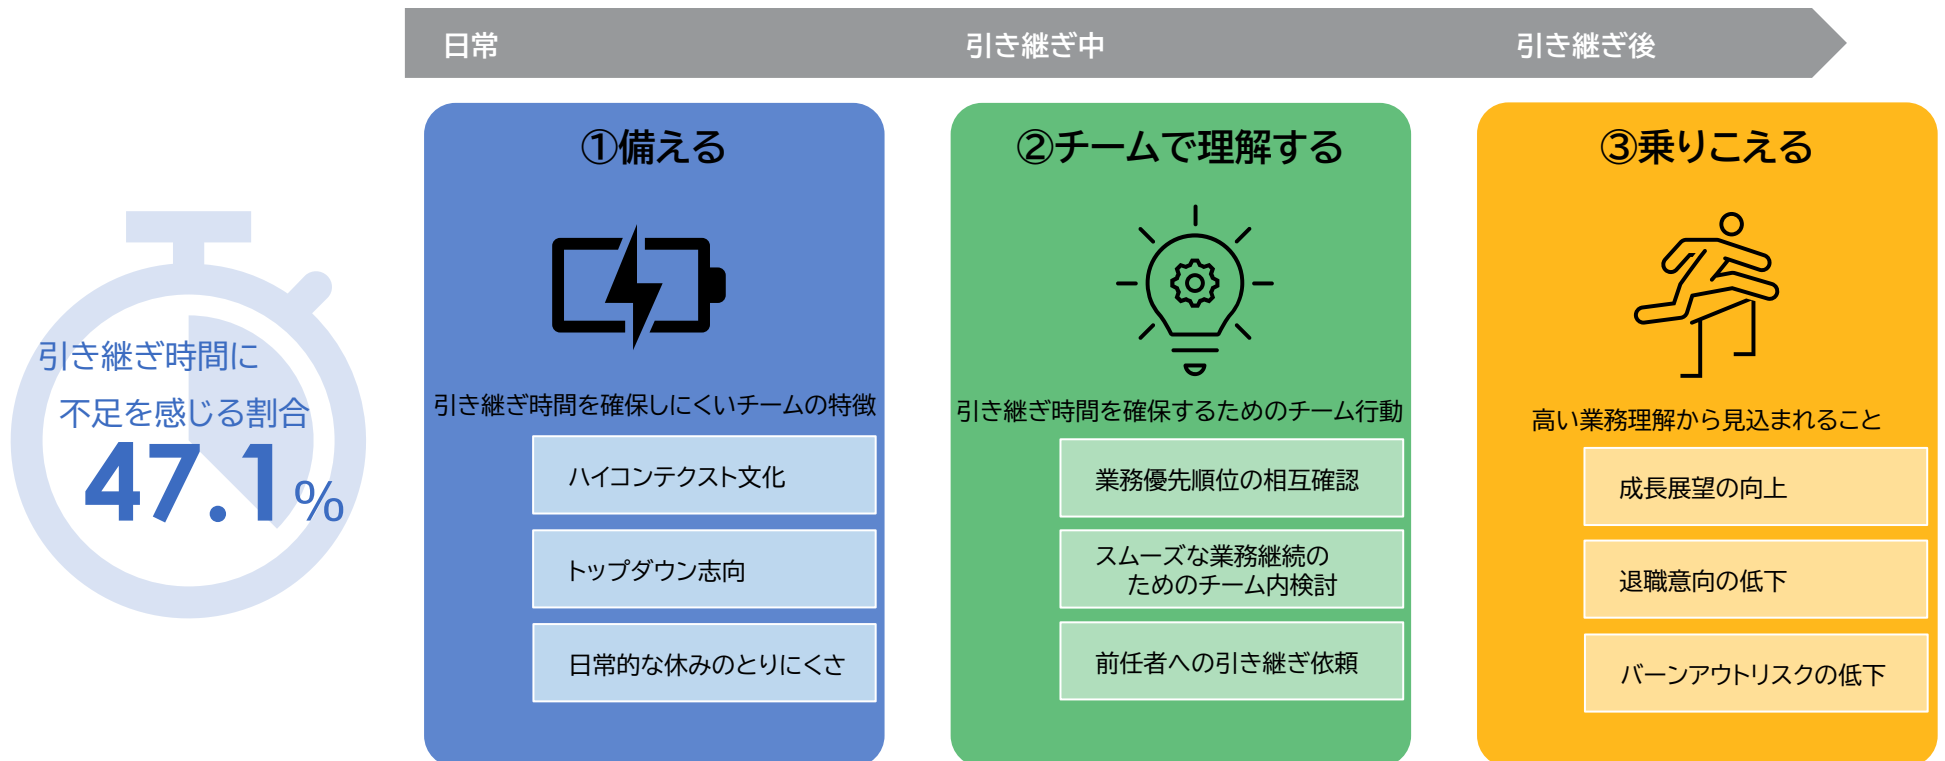 日常
引き継ぎ中
引き継ぎ後
引き継ぎ時間に
不足を感じる割合
47.1%
①備える
引き継ぎ時間を確保しにくいチームの特徴
ハイコンテクスト文化
トップダウン志向
日常的な休みのとりにくさ
②チームで理解する
引き継ぎ時間を確保するためのチーム行動
業務優先順位の相互確認
スムーズな業務継続の
ためのチーム内検討
前任者への引き継ぎ依頼
③乗りこえる
高い業務理解から見込まれること
成長展望の向上
退職意向の低下
バーンアウトリスクの低下